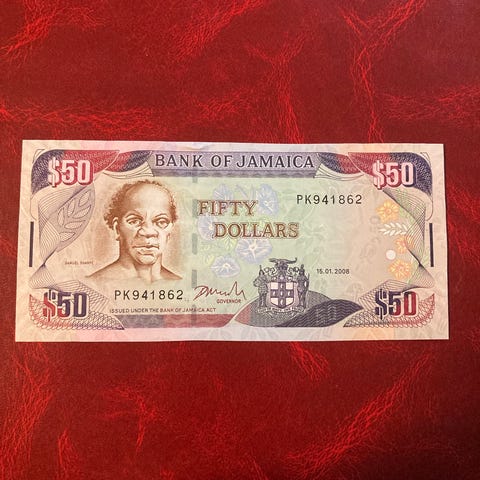 BANK OF JAMAICA
$50
$50
PK941862
FIFTY
DOLLARS
SAMUEL SHARPE
15.01.2008
PK941862
GOVERNOR
$50
$50
ISSUED UNDER THE BANK OF JAMAICA ACT